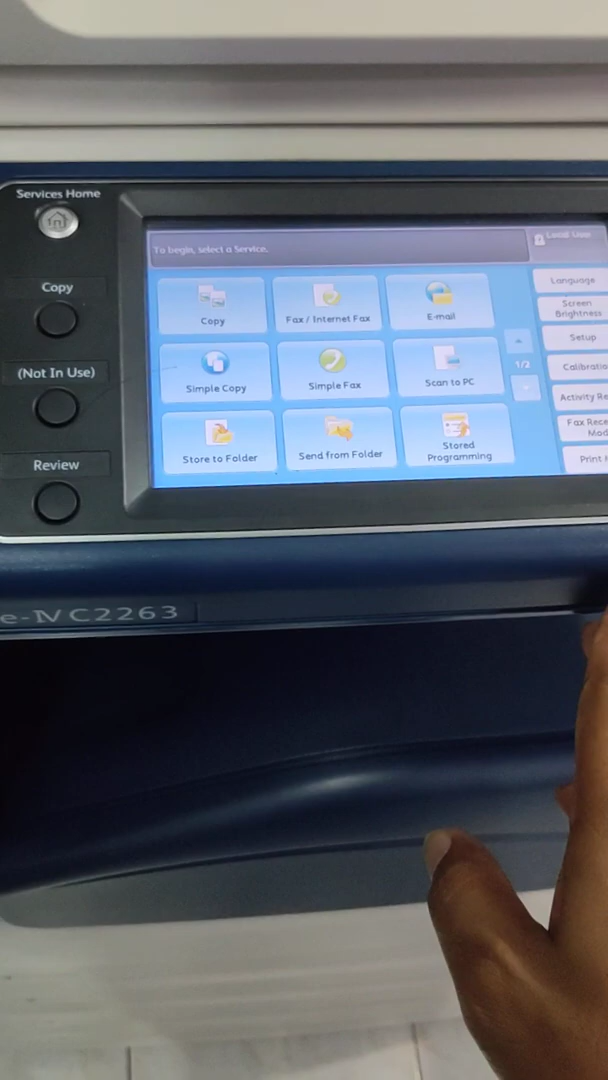 Services Home
To begin, select a Service.
Local User
Copy
(Not In Use)
Review
Copy
Fax / Internet Fax
E-mail
Language
Screen
Brightness
Simple Copy
Simple Fax
Scan to PC
1/2
Setup
Calibratio
Activity Re
Store to Folder
Send from Folder
Stored
Programming
Fax Rece
Mod
Print M
e-IV C2263